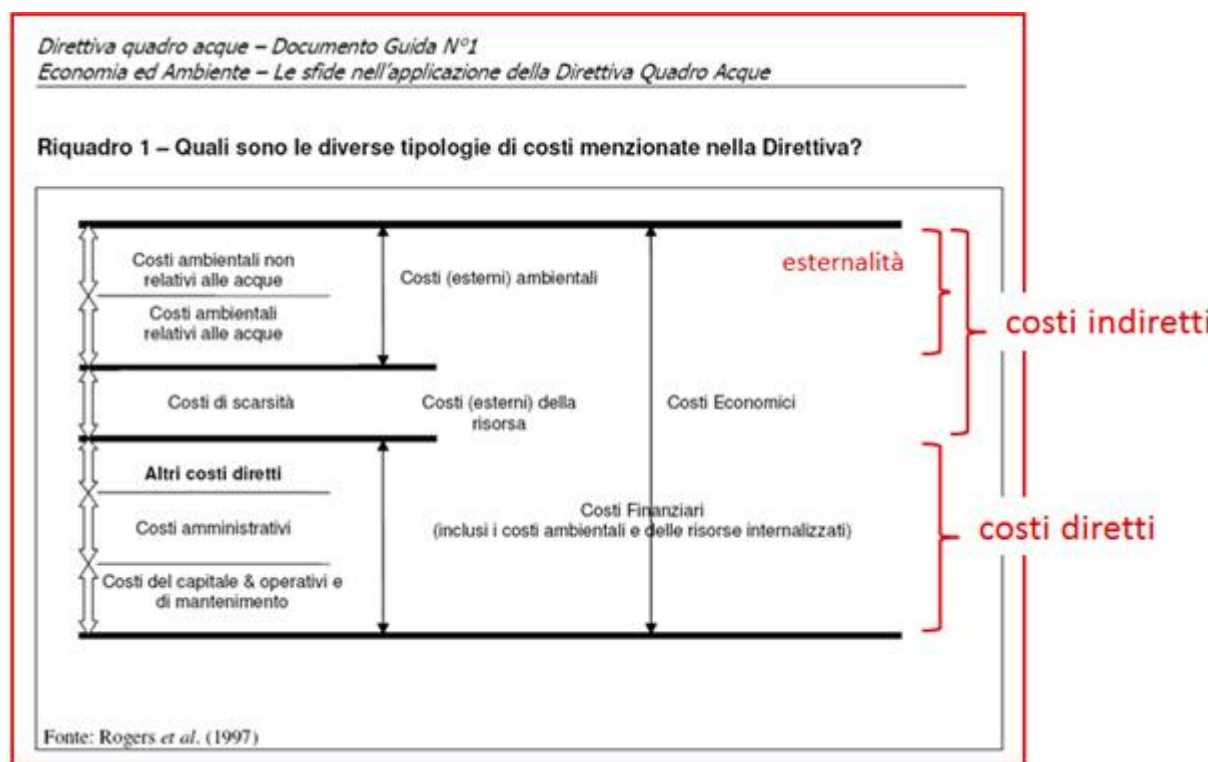 Direttiva quadro acque – Documento Guida N°1
Economia ed Ambiente – Le sfide nell'applicazione della Direttiva Quadro Acque
Riquadro 1 – Quali sono le diverse tipologie di costi menzionate nella Direttiva?
Costi ambientali non
relativi alle acque
Costi ambientali
relativi alle acque
Costi (esterni) ambientali
esternalità
costi indiretti
Costi di scarsità
Costi (esterni) della
risorsa
Costi Economici
Altri costi diretti
Costi amministrativi
Costi del capitale & operativi e
di mantenimento
Costi Finanziari
(inclusi i costi ambientali e delle risorse internalizzati)
costi diretti
Fonte: Rogers et al. (1997)